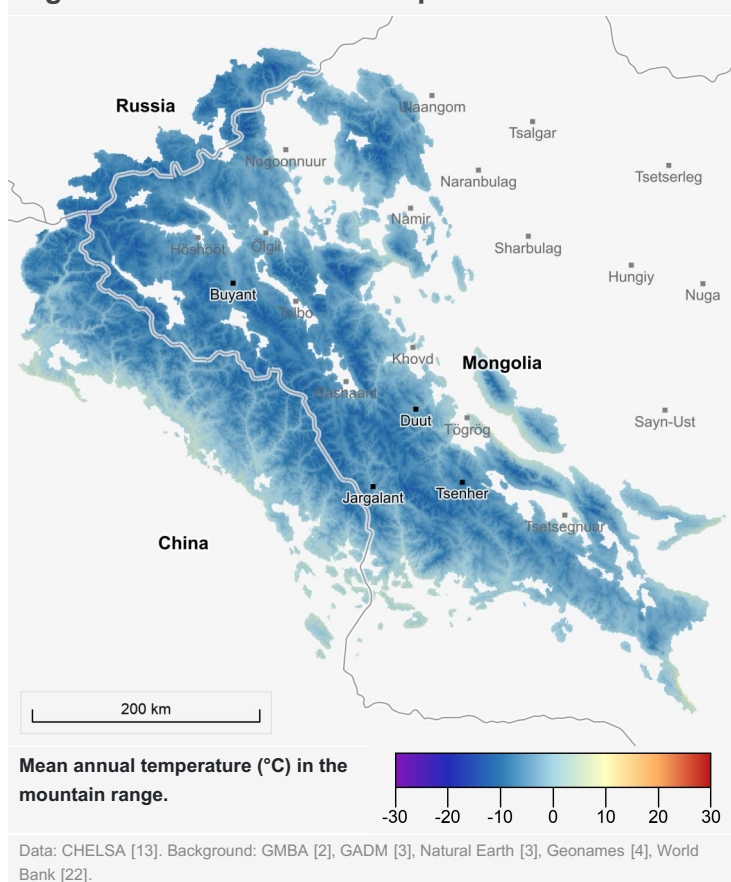 Russia
Ulaangom
Tsalgar
Nogoonnuur
Naranbulag
Tsetserleg
Namir
Höshööt
Ölgii
Sharbulag
Hungiy
Buyant
Nuga
Tolbo
Khovd
Mongolia
Rashaant
Duut
Tögrög
Sayn-Ust
Jargalant
Tsenher
Tsetsegnuur
China
200 km
Mean annual temperature (°C) in the
mountain range.
-30 -20 -10 0 10 20 30
Data: CHELSA [13]. Background: GMBA [2], GADM [3], Natural Earth [3], Geonames [4], World
Bank [22].